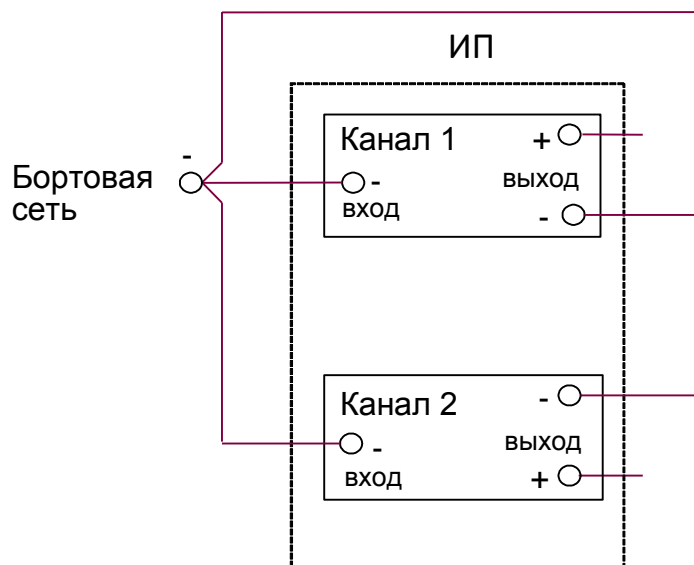 ИП
Канал 1
+
-
Бортовая
сеть
-
вход
выход
-
Канал 2
-
-
вход
выход
+